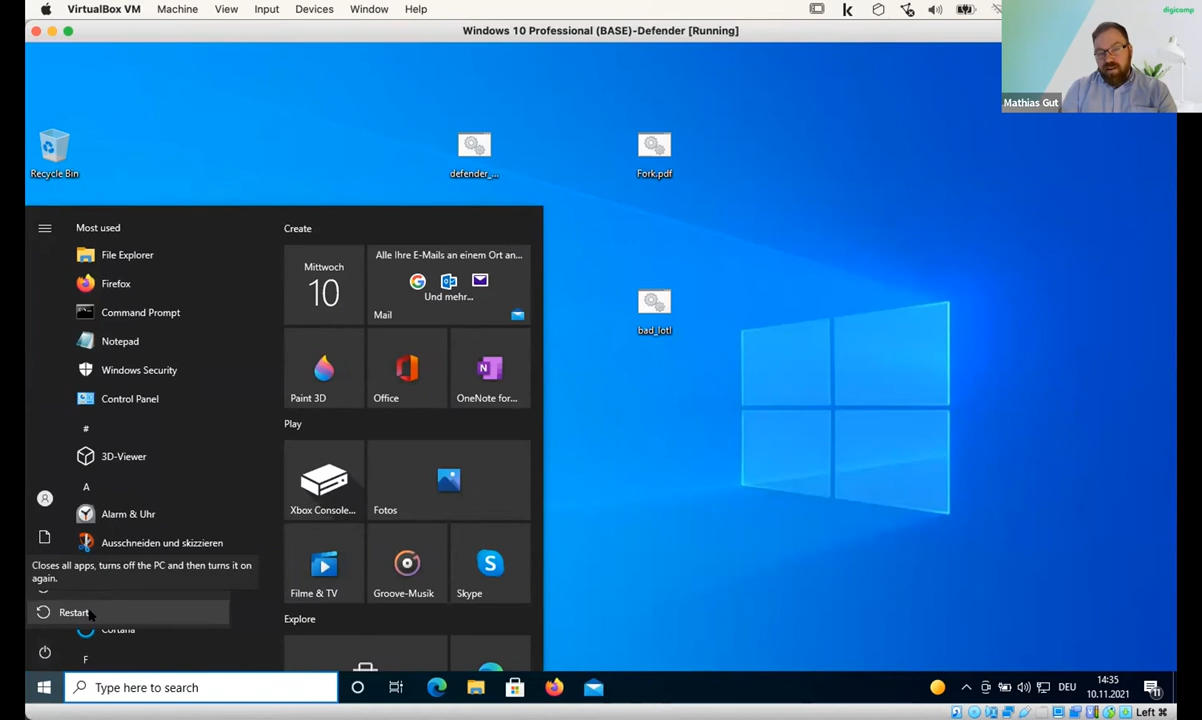 VirtualBox VM Machine View Input Devices Window Help
digicomp
Windows 10 Professional (BASE)-Defender [Running]
Mathias Gut
Recycle Bin
defender_...
Fork.pdf
bad_lotl
Most used
File Explorer
Firefox
Command Prompt
Notepad
Windows Security
Control Panel
#
3D-Viewer
A
Alarm & Uhr
Ausschneiden und skizzieren
Closes all apps, turns off the PC and then turns it on
again.
Restart
Cortana
F
Create
Mittwoch
10
Alle Ihre E-Mails an einem Ort an...
Und mehr...
Mail
Paint 3D
Office
OneNote for...
Play
Xbox Console...
Fotos
Filme & TV
Groove-Musik
Skype
Explore
Type here to search
DEU
14:35
10.11.2021
11
Left ⌘